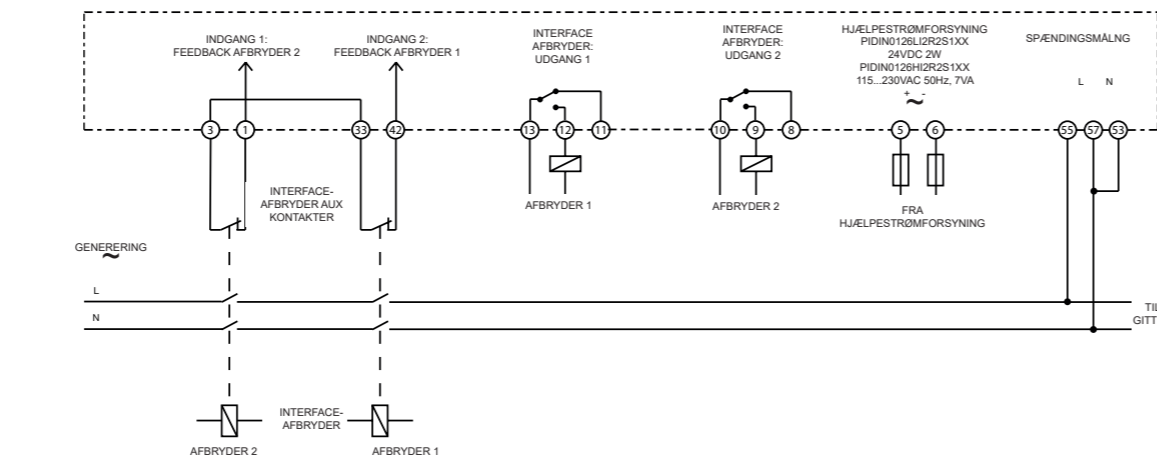 INDGANG 1:
FEEDBACK AFBRYDER 2
INDGANG 2:
FEEDBACK AFBRYDER 1
INTERFACE
AFBRYDER:
UDGANG 1
INTERFACE
AFBRYDER:
UDGANG 2
HJÆLPESTRØMFORSYNING
PIDIN0126LI2R2S1XX
24VDC 2W
PIDIN0126HI2R2S1XX
115...230VAC 50Hz, 7VA
+ -
~
SPÆNDINGSMÅLNG
L N
3 1 33 42 13 12 11 10 9 8 5 6 55 57 53
INTERFACE-
AFBRYDER AUX
KONTAKTER
AFBRYDER 1
AFBRYDER 2
FRA
HJÆLPESTRØMFORSYNING
GENERERING
~
L
N
TIL
GITT
INTERFACE-
AFBRYDER
AFBRYDER 2
AFBRYDER 1